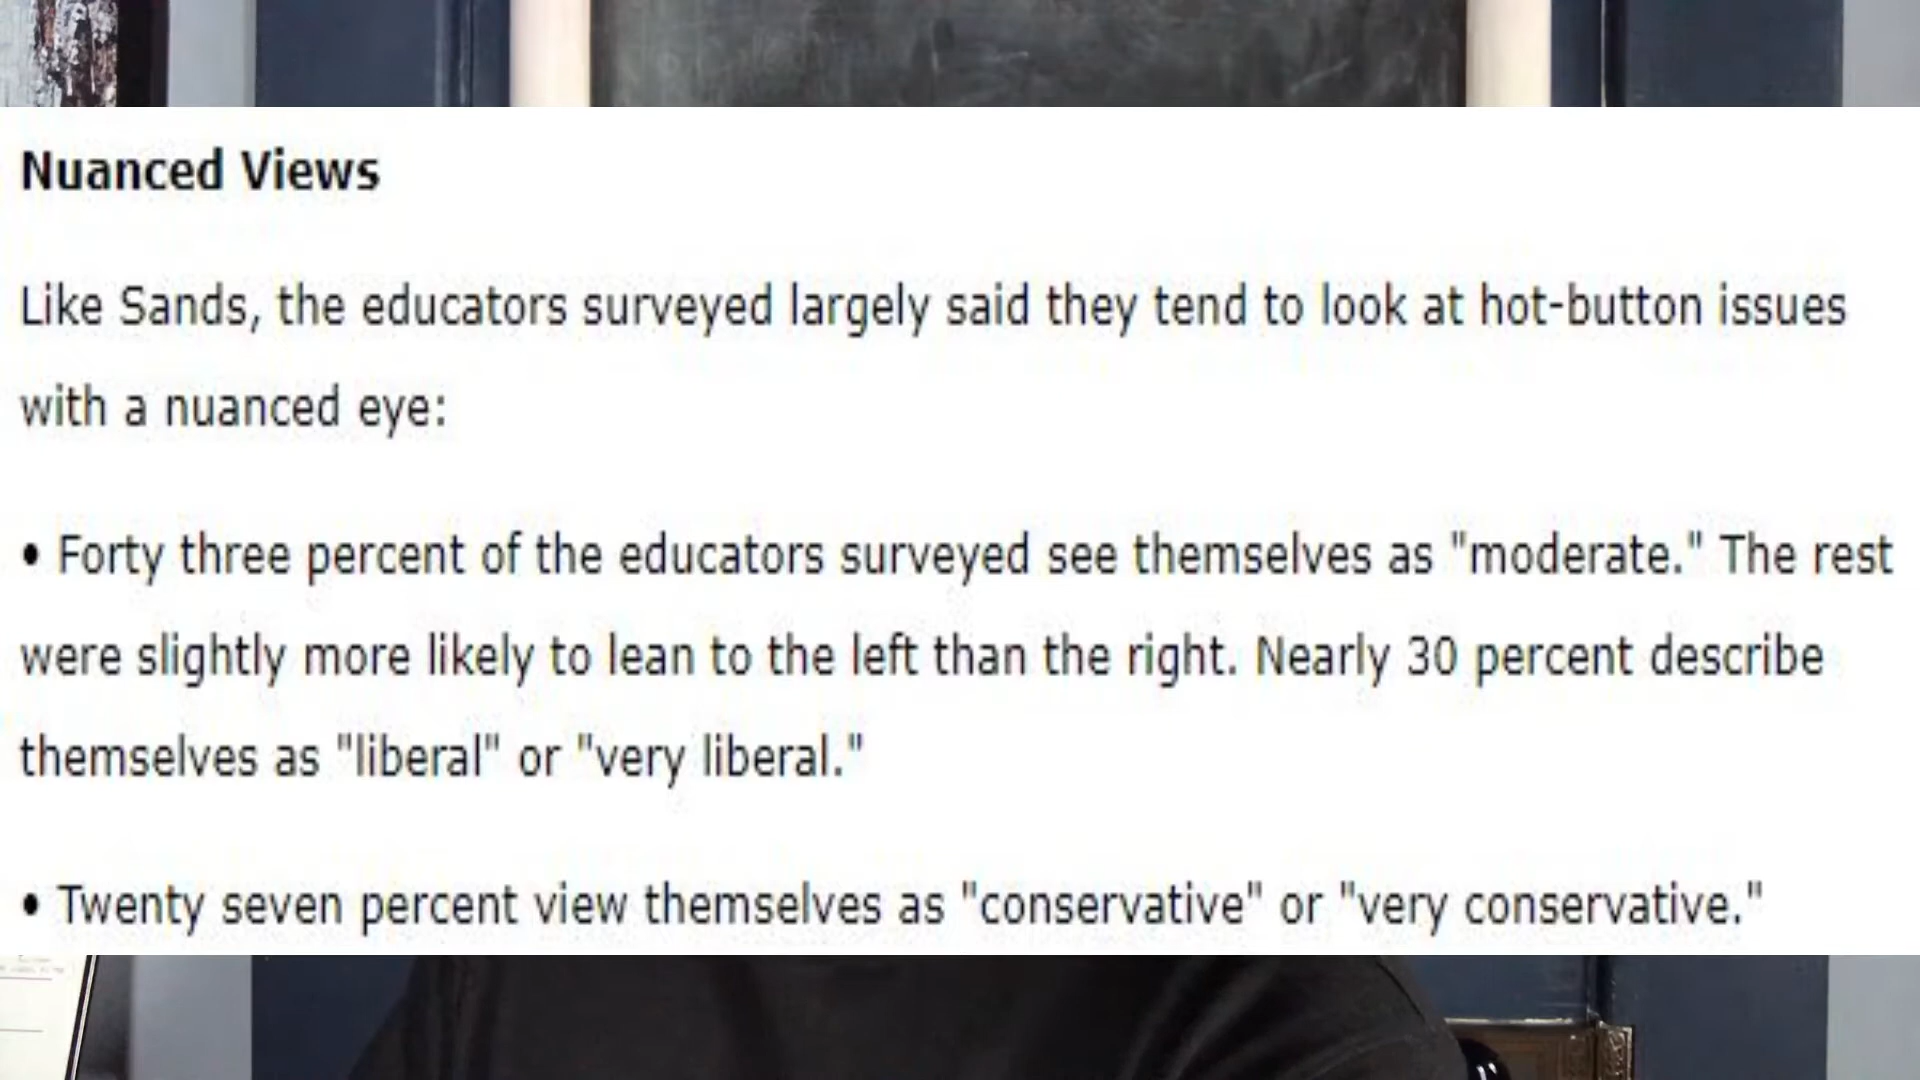 Nuanced Views
Like Sands, the educators surveyed largely said they tend to look at hot-button issues
with a nuanced eye:
• Forty three percent of the educators surveyed see themselves as "moderate." The rest
were slightly more likely to lean to the left than the right. Nearly 30 percent describe
themselves as "liberal" or "very liberal."
• Twenty seven percent view themselves as "conservative" or "very conservative."